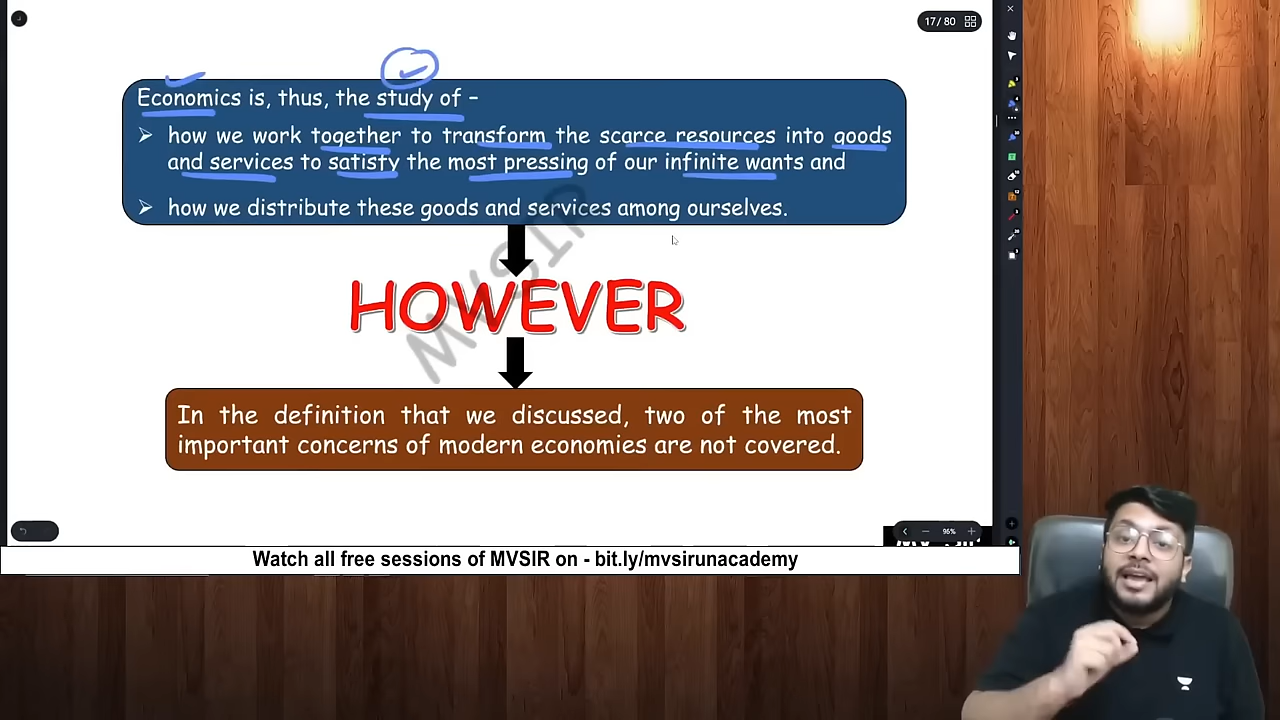 17/ 80
Economics is, thus, the study of –
➢ how we work together to transform the scarce resources into goods
and services to satisfy the most pressing of our infinite wants and
➢ how we distribute these goods and services among ourselves.
MVSIR
HOWEVER
In the definition that we discussed, two of the most
important concerns of modern economies are not covered.
96%
Watch all free sessions of MVSIR on - bit.ly/mvsirunacademy